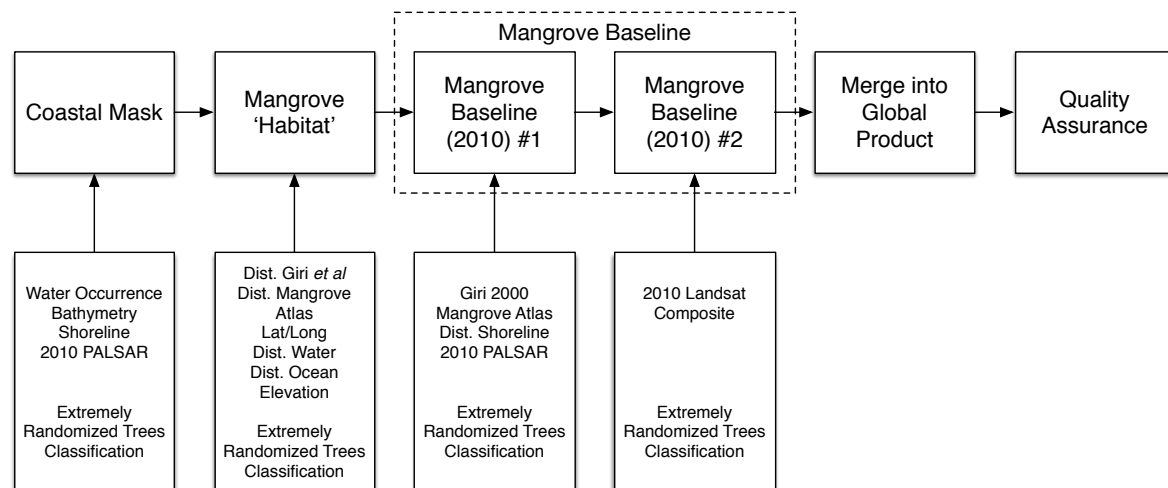 Mangrove Baseline
Coastal Mask
Mangrove
‘Habitat’
Mangrove
Baseline
(2010) #1
Mangrove
Baseline
(2010) #2
Merge into
Global
Product
Quality
Assurance
Water Occurrence
Bathymetry
Shoreline
2010 PALSAR
Extremely
Randomized Trees
Classification
Dist. Giri et al
Dist. Mangrove
Atlas
Lat/Long
Dist. Water
Dist. Ocean
Elevation
Extremely
Randomized Trees
Classification
Giri 2000
Mangrove Atlas
Dist. Shoreline
2010 PALSAR
Extremely
Randomized Trees
Classification
2010 Landsat
Composite
Extremely
Randomized Trees
Classification